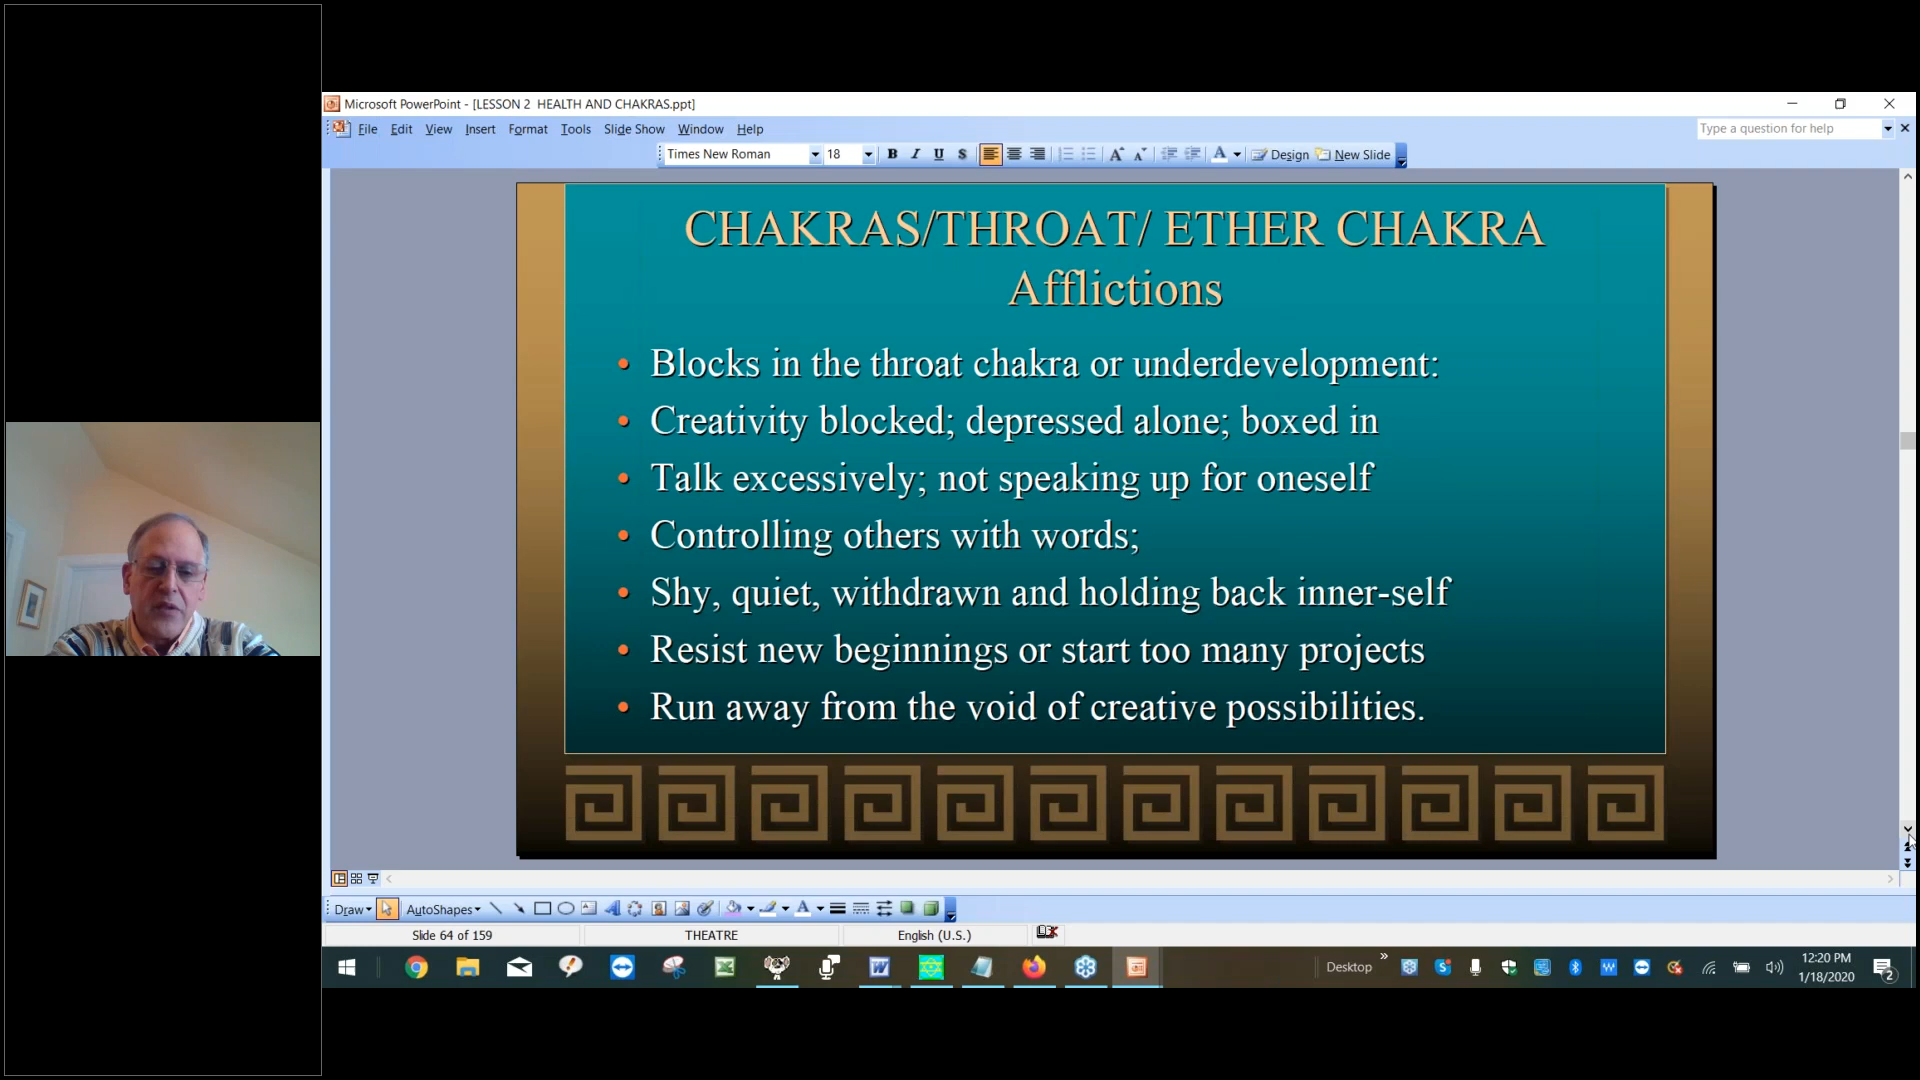 Microsoft PowerPoint - [LESSON 2  HEALTH AND CHAKRAS.ppt]
File Edit View Insert Format Tools Slide Show Window Help
Type a question for help
Times New Roman 18 B I U S A A A Design New Slide
CHAKRAS/THROAT/ ETHER CHAKRA
Afflictions
• Blocks in the throat chakra or underdevelopment:
• Creativity blocked; depressed alone; boxed in
• Talk excessively; not speaking up for oneself
• Controlling others with words;
• Shy, quiet, withdrawn and holding back inner-self
• Resist new beginnings or start too many projects
• Run away from the void of creative possibilities.
Draw AutoShapes A
Slide 64 of 159 THEATRE English (U.S.)
Desktop
12:20 PM
1/18/2020
2